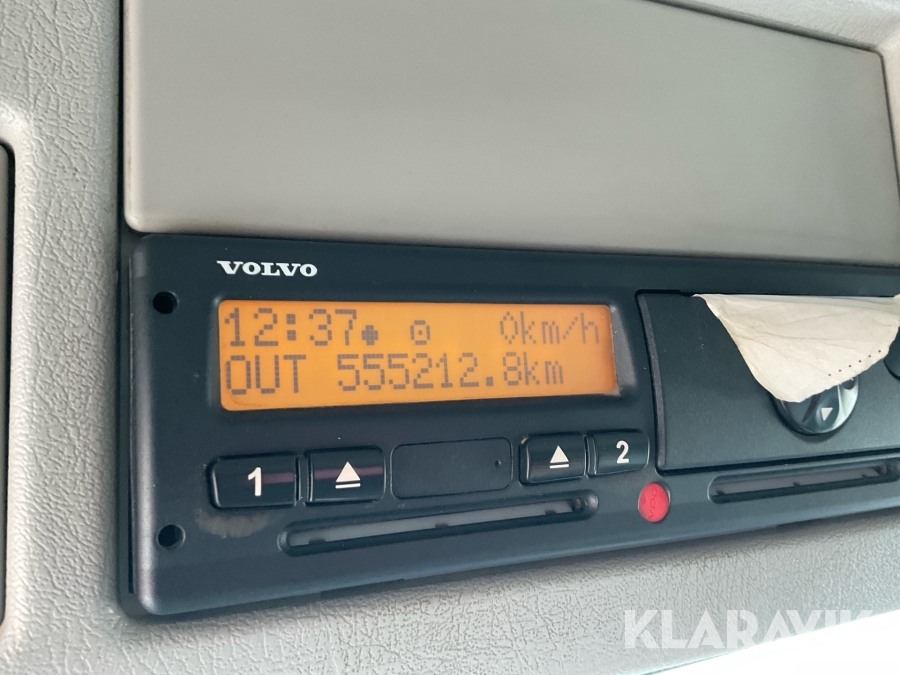 VOLVO
12:37 0km/h
OUT 555212.8km
1 2
KLARAVIK